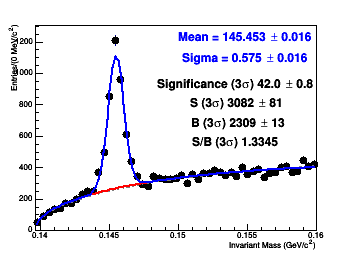 Mean = 145.453 ± 0.016
Sigma = 0.575 ± 0.016
Significance (3σ) 42.0 ± 0.8
S (3σ) 3082 ± 81
B (3σ) 2309 ± 13
S/B (3σ) 1.3345
Entries(0 MeV/c²)
1200
1000
800
600
400
200
0
0.14 0.145 0.15 0.155 0.16
Invariant Mass (GeV/c²)